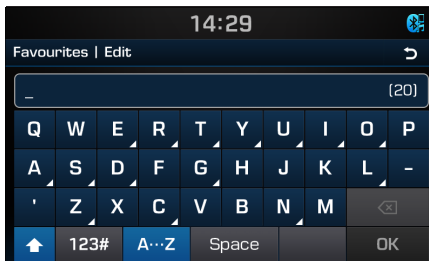 14:29
Favourites | Edit
_ (20)
Q W E R T Y U I O P
A S D F G H J K L -
' Z X C V B N M
123# A···Z Space OK